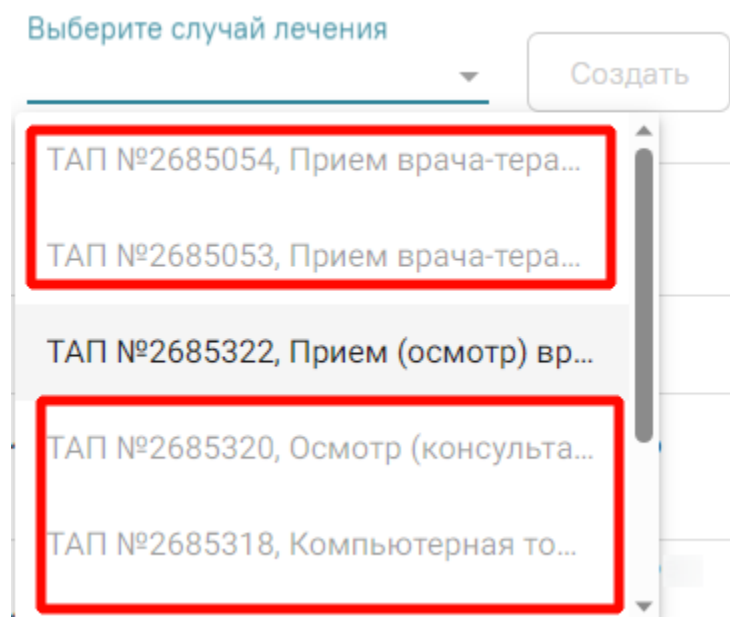 Выберите случай лечения
Создать
ТАП №2685054, Прием врача-тера...
ТАП №2685053, Прием врача-тера...
ТАП №2685322, Прием (осмотр) вр...
ТАП №2685320, Осмотр (консульта...
ТАП №2685318, Компьютерная то...